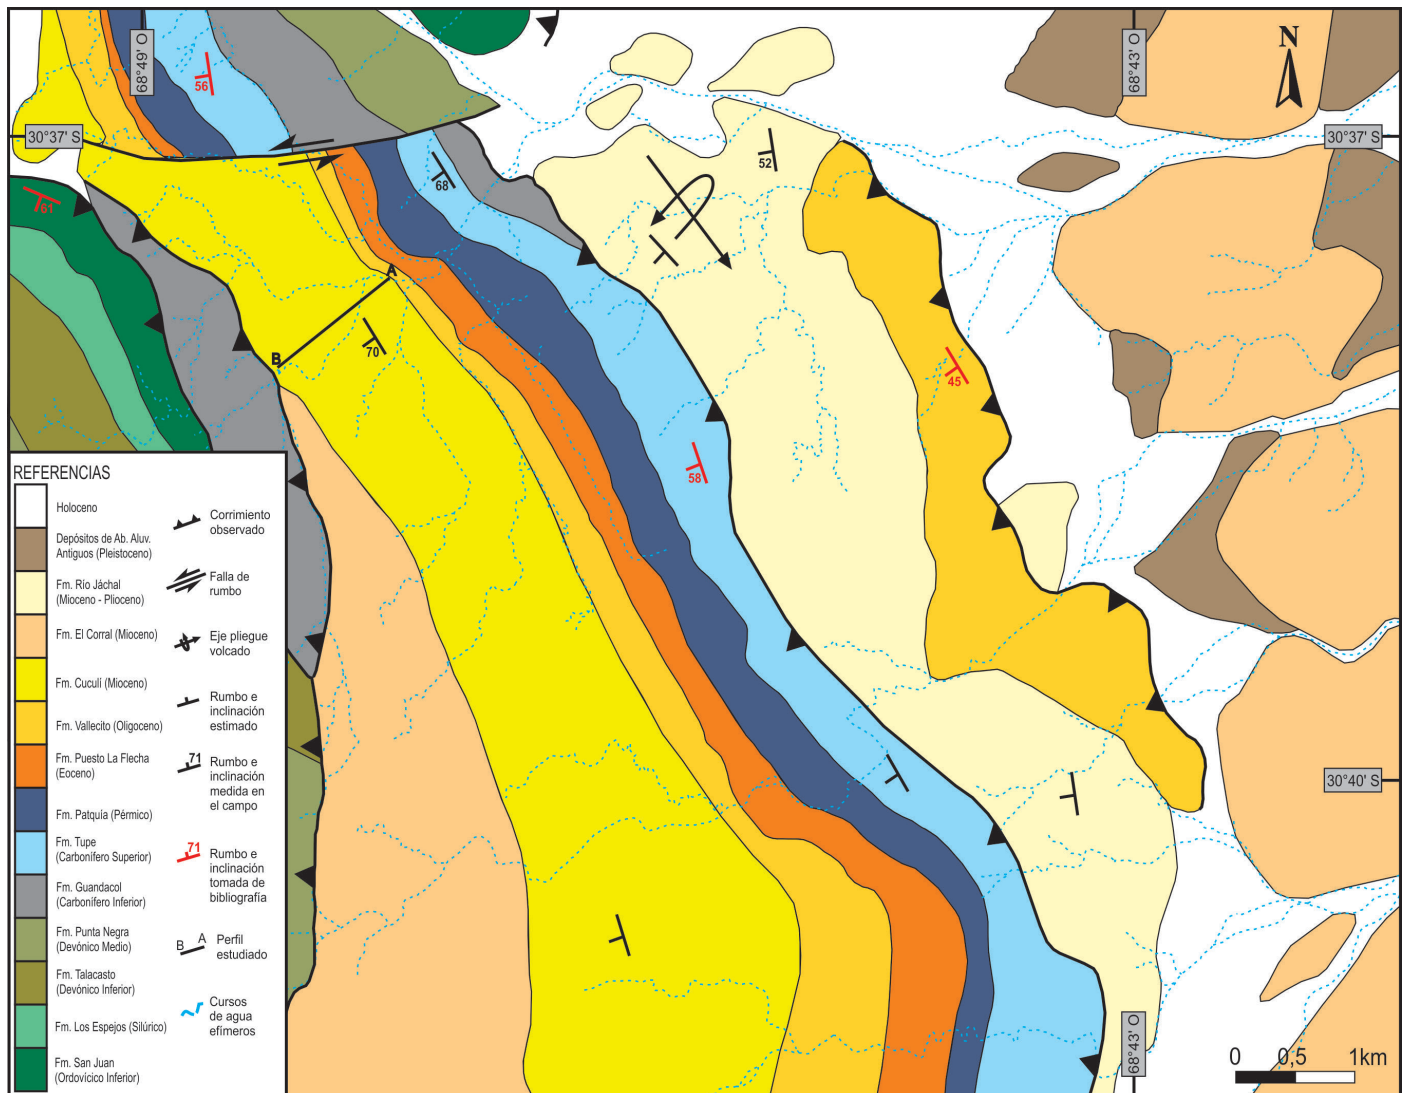 68°49' O
68°43' O
N
56
30°37' S
30°37' S
52
68
61
A
70
B
45
58
REFERENCIAS
Holoceno
Depósitos de Ab. Aluv.
Antiguos (Pleistoceno)
Fm. Río Jáchal
(Mioceno - Plioceno)
Fm. El Corral (Mioceno)
Fm. Cuculí (Mioceno)
Fm. Vallecito (Oligoceno)
Fm. Puesto La Flecha
(Eoceno)
Fm. Patquía (Pérmico)
Fm. Tupe
(Carbonífero Superior)
Fm. Guandacol
(Carbonífero Inferior)
Fm. Punta Negra
(Devónico Medio)
Fm. Talacasto
(Devónico Inferior)
Fm. Los Espejos (Silúrico)
Fm. San Juan
(Ordovícico Inferior)
Corrimiento
observado
Falla de
rumbo
Eje pliegue
volcado
Rumbo e
inclinación
estimado
71
Rumbo e
inclinación
medida en
el campo
71
Rumbo e
inclinación
tomada de
bibliografía
B A
Perfil
estudiado
Cursos
de agua
efímeros
30°40' S
68°43' O
0 0,5 1km